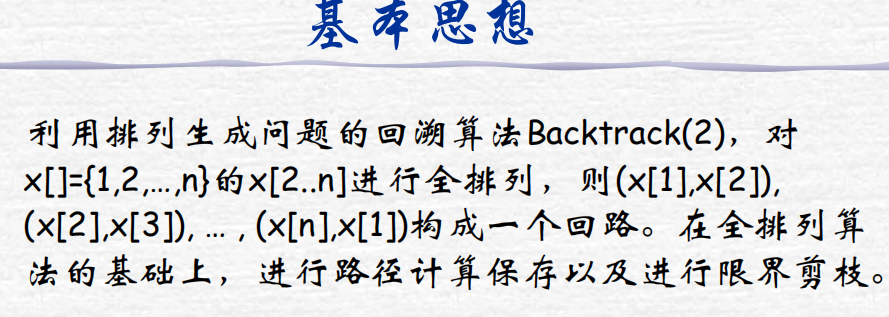 基本思想
利用排列生成问题的回溯算法Backtrack(2)，对
x[]={1,2,…,n}的x[2..n]进行全排列，则(x[1],x[2]),
(x[2],x[3]), … , (x[n],x[1])构成一个回路。在全排列算
法的基础上，进行路径计算保存以及进行限界剪枝。